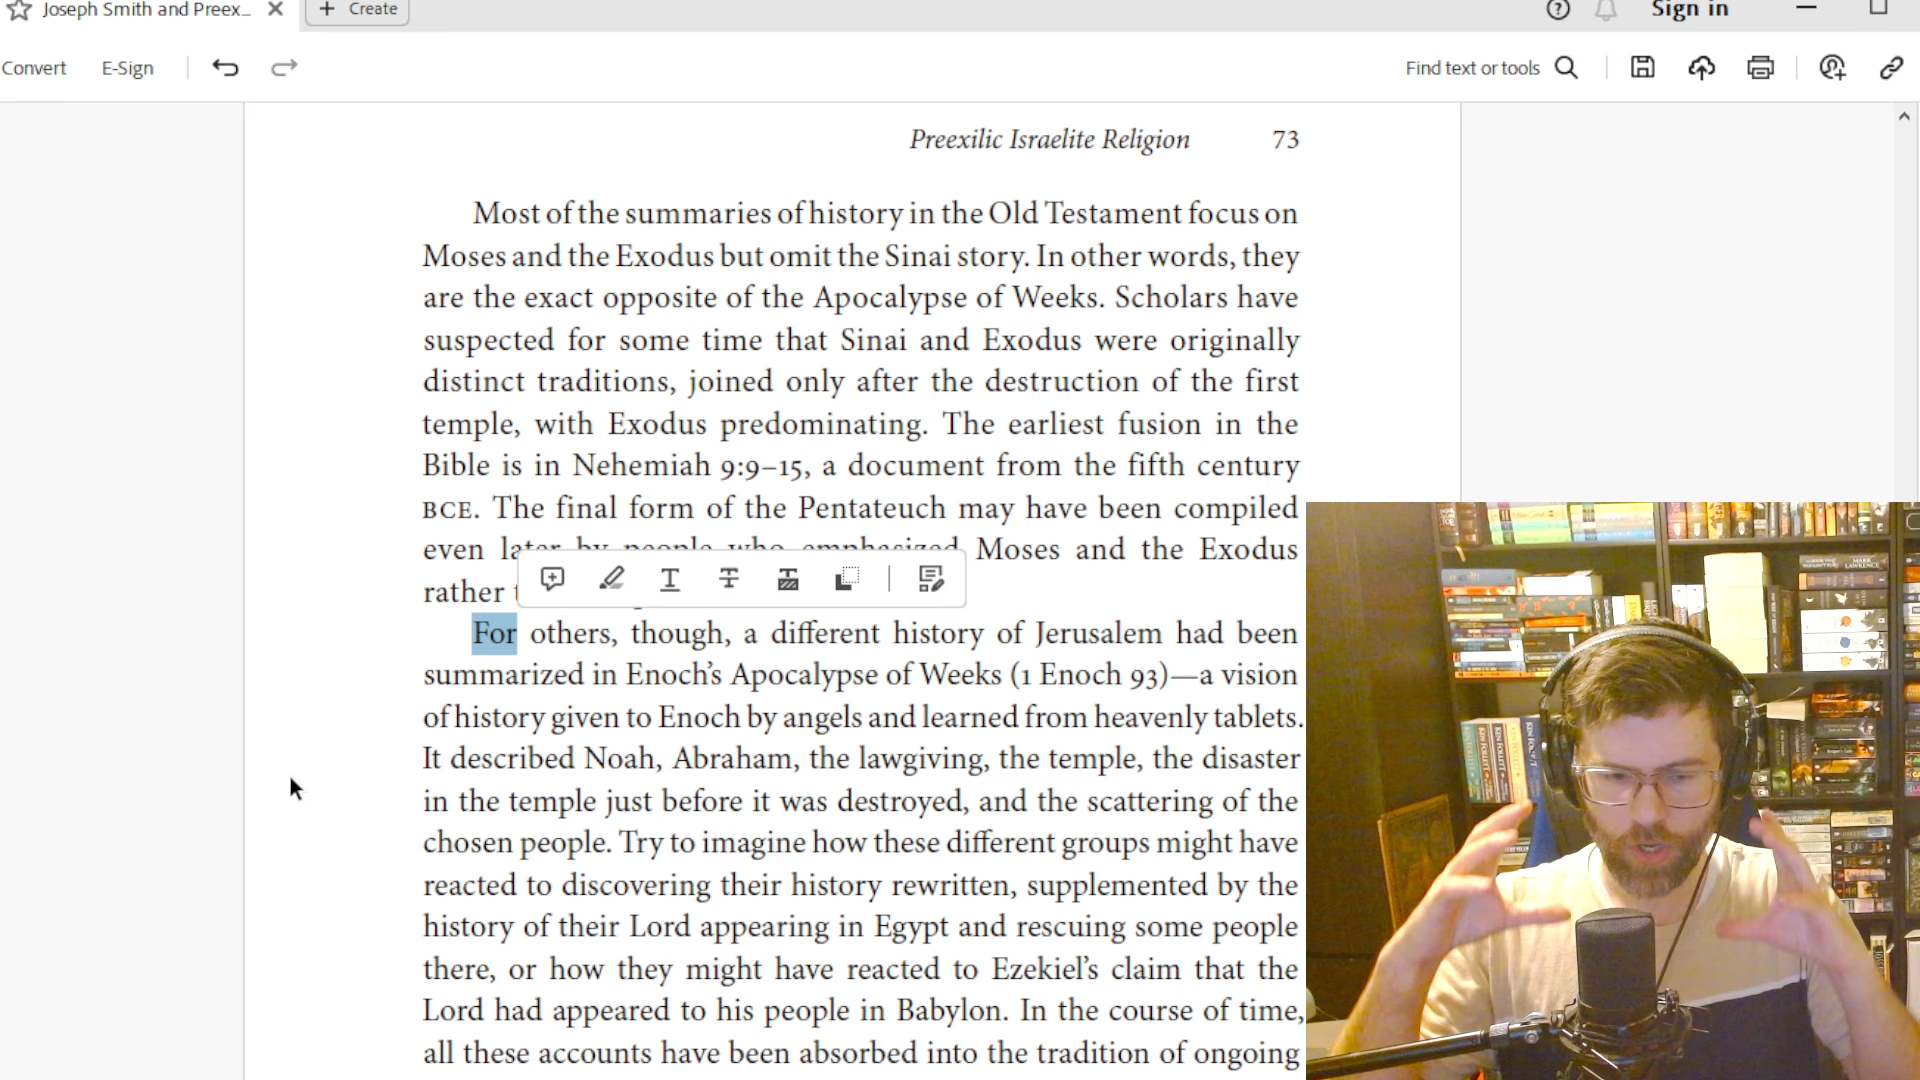 Joseph Smith and Preex...
Create
Sign in
Convert
E-Sign
Find text or tools
Preexilic Israelite Religion 73
Most of the summaries of history in the Old Testament focus on
Moses and the Exodus but omit the Sinai story. In other words, they
are the exact opposite of the Apocalypse of Weeks. Scholars have
suspected for some time that Sinai and Exodus were originally
distinct traditions, joined only after the destruction of the first
temple, with Exodus predominating. The earliest fusion in the
Bible is in Nehemiah 9:9–15, a document from the fifth century
BCE. The final form of the Pentateuch may have been compiled
even later by people who emphasized Moses and the Exodus
rather
For others, though, a different history of Jerusalem had been
summarized in Enoch’s Apocalypse of Weeks (1 Enoch 93)—a vision
of history given to Enoch by angels and learned from heavenly tablets.
It described Noah, Abraham, the lawgiving, the temple, the disaster
in the temple just before it was destroyed, and the scattering of the
chosen people. Try to imagine how these different groups might have
reacted to discovering their history rewritten, supplemented by the
history of their Lord appearing in Egypt and rescuing some people
there, or how they might have reacted to Ezekiel’s claim that the
Lord had appeared to his people in Babylon. In the course of time,
all these accounts have been absorbed into the tradition of ongoing
MARK
LAWRENCE
KEN FOLLETT
KEN FOLLETT